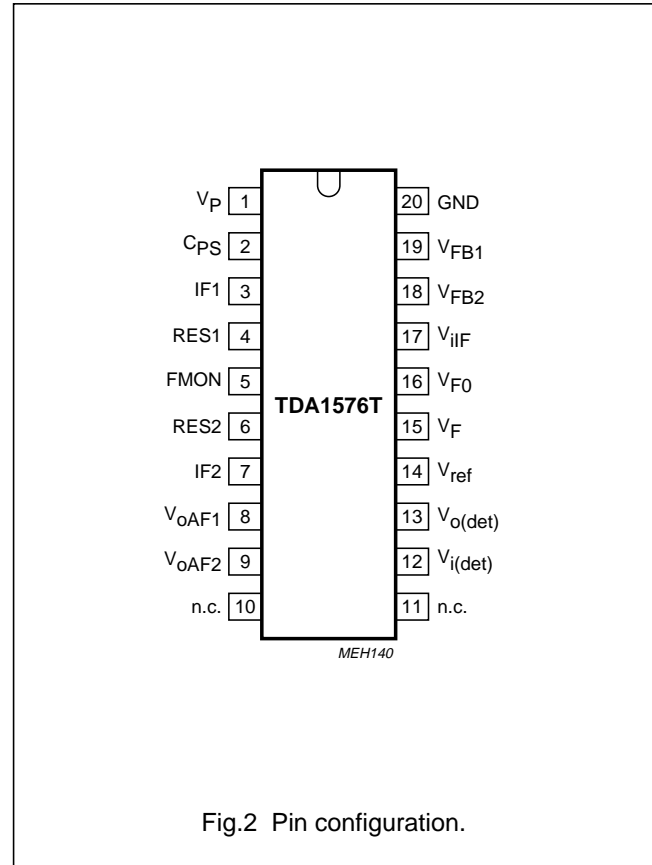 V_P 1
C_PS 2
IF1 3
RES1 4
FMON 5
RES2 6
IF2 7
V_oAF1 8
V_oAF2 9
n.c. 10
TDA1576T
20 GND
19 V_FB1
18 V_FB2
17 V_iIF
16 V_F0
15 V_F
14 V_ref
13 V_o(det)
12 V_i(det)
11 n.c.
MEH140
Fig.2 Pin configuration.